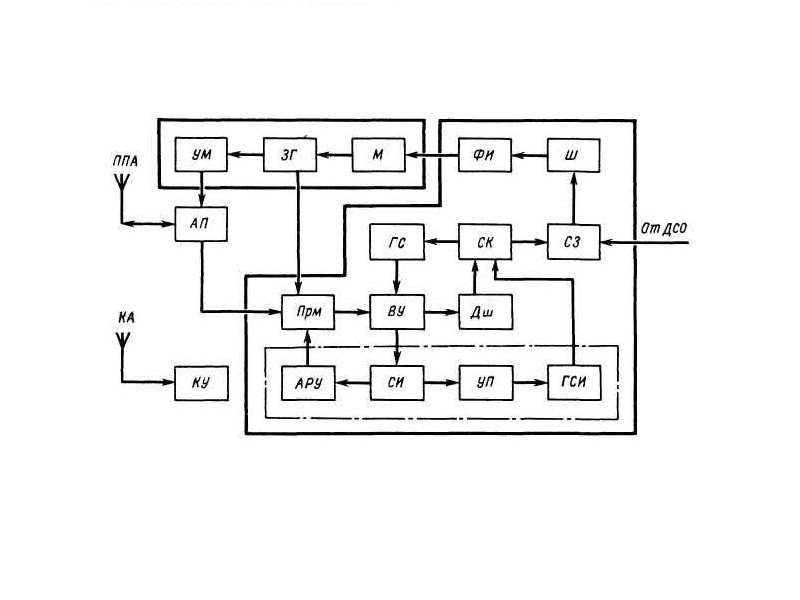 УМ ЗГ М ФИ Ш
ППА
АП
ГС СК СЗ От ДСО
КА
Прм ВУ Дш
КУ
АРУ СИ УП ГСИ